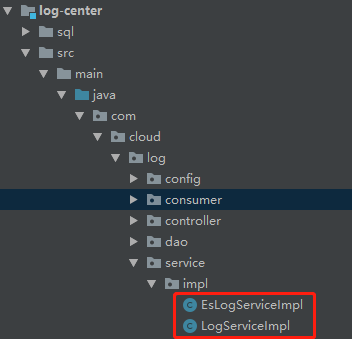 log-center
sql
src
main
java
com
cloud
log
config
consumer
controller
dao
service
impl
EsLogServiceImpl
LogServiceImpl